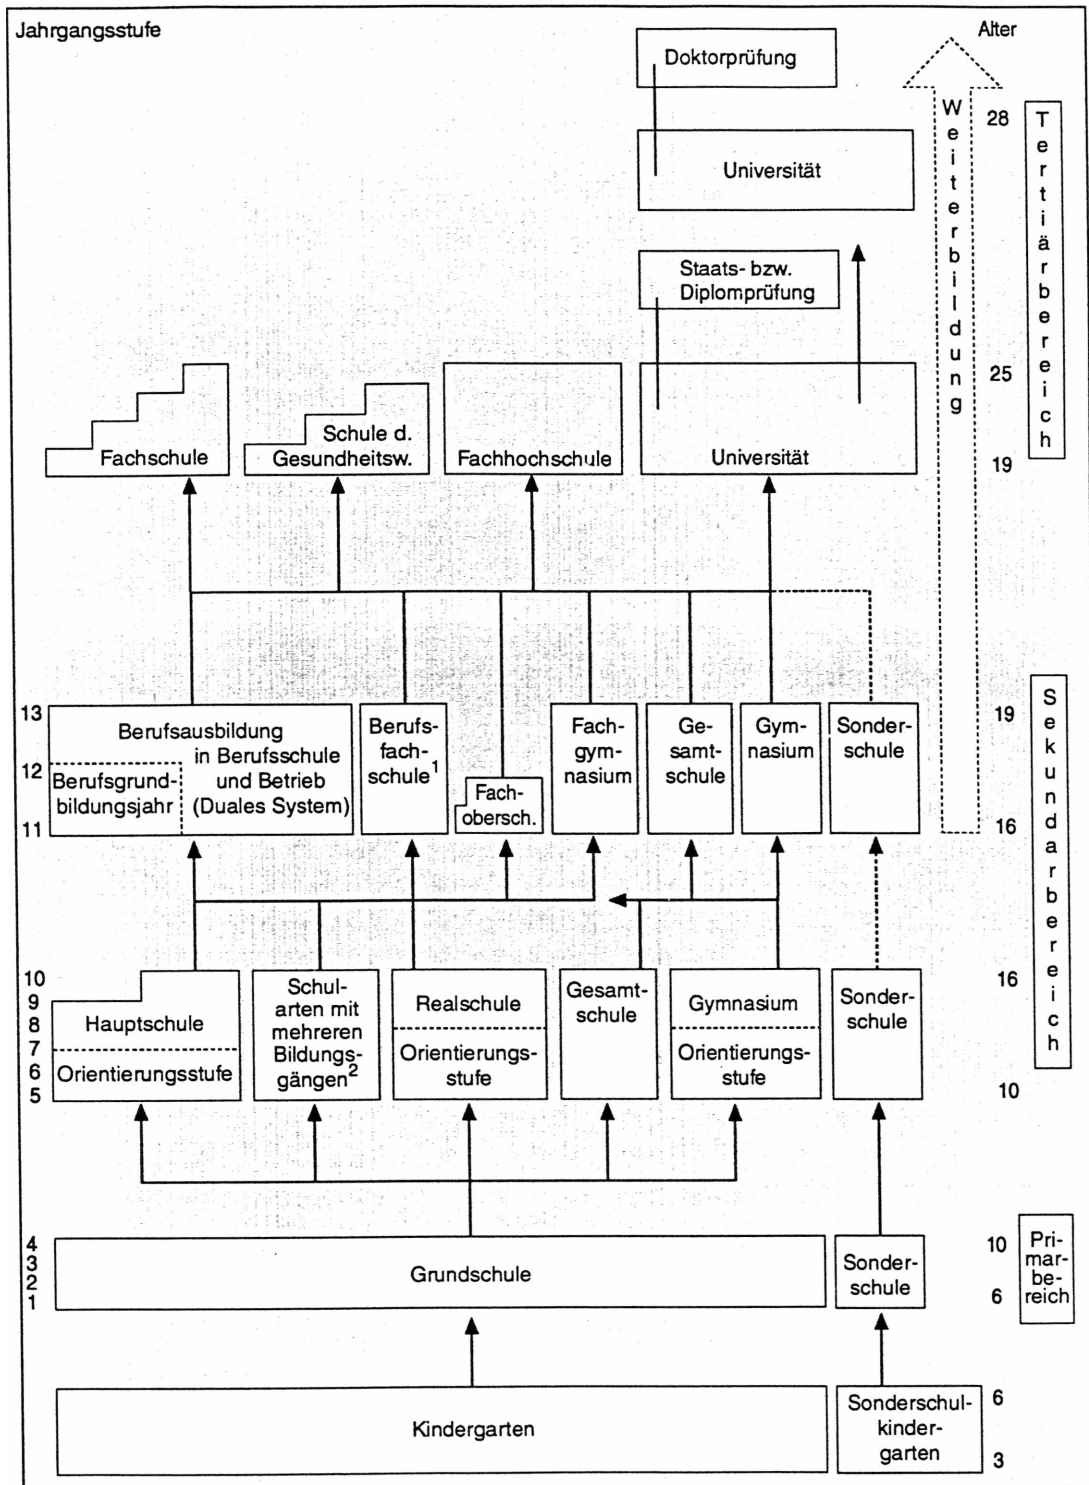 Jahrgangsstufe
Alter
Doktorprüfung
Universität
Staats- bzw.
Diplomprüfung
Weiterbildung
28
Tertiärbereich
25
19
Fachschule
Schule d.
Gesundheitsw.
Fachhochschule
Universität
13
12
11
Berufsausbildung
in Berufsschule
und Betrieb
(Duales System)
Berufsgrund-
bildungsjahr
Berufs-
fach-
schule1
Fach-
obersch.
Fach-
gym-
nasium
Ge-
samt-
schule
Gym-
nasium
Sonder-
schule
19
16
Sekundarbereich
10
9
8
7
6
5
Hauptschule
Orientierungsstufe
Schul-
arten mit
mehreren
Bildungs-
gängen2
Realschule
Orientierungs-
stufe
Gesamt-
schule
Gymnasium
Orientierungs-
stufe
Sonder-
schule
16
10
4
3
2
1
Grundschule
Sonder-
schule
10
6
Pri-
mar-
be-
reich
Kindergarten
Sonderschul-
kinder-
garten
6
3